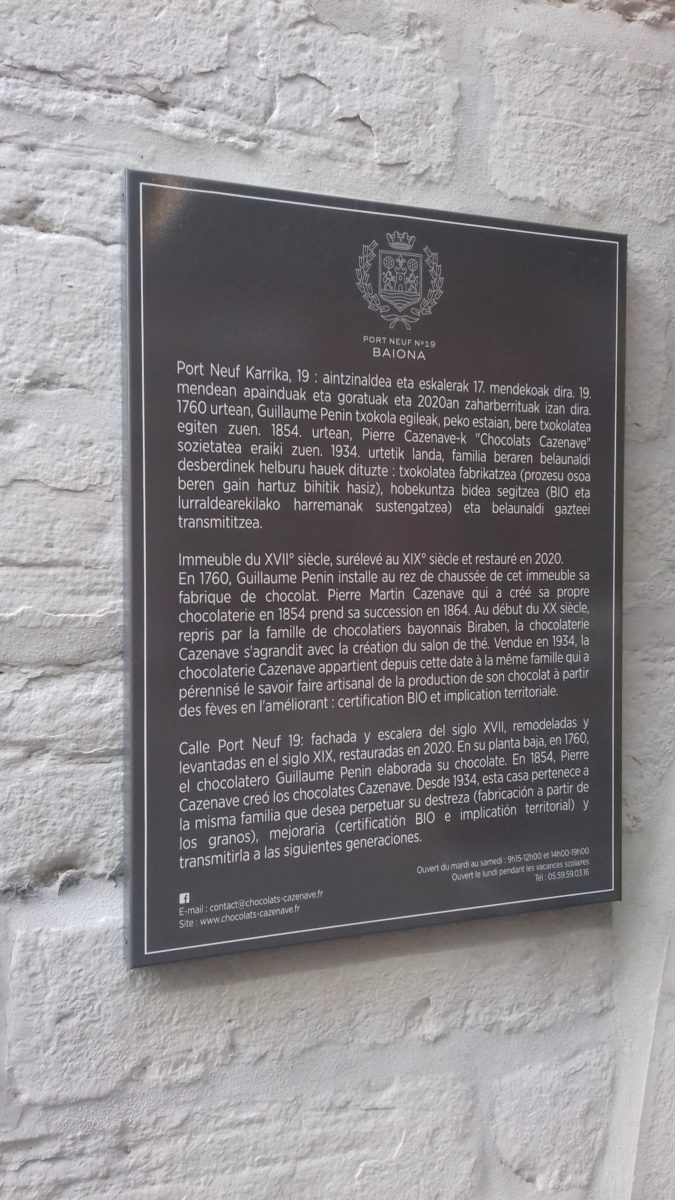 PORT NEUF Nº19
BAIONA
Port Neuf Karrika, 19 : aintzinaldea eta eskalerak 17. mendekoak dira. 19.
mendean apainduak eta goratuak eta 2020an zaharberrituak izan dira.
1760 urtean, Guillaume Penin txokola egileak, peko estaian, bere txokolatea
egiten zuen. 1854. urtean, Pierre Cazenave-k "Chocolats Cazenave"
sozietatea eraiki zuen. 1934. urtetik landa, familia beraren belaunaldi
desberdinek helburu hauek dituzte : txokolatea fabrikatzea (prozesu osoa
beren gain hartuz bihitik hasiz), hobekuntza bidea segitzea (BIO eta
lurraldearekilako harremanak sustengatzea) eta belaunaldi gazteei
transmititzea.
Immeuble du XVII° siècle, surélevé au XIX° siècle et restauré en 2020.
En 1760, Guillaume Penin installe au rez de chaussée de cet immeuble sa
fabrique de chocolat. Pierre Martin Cazenave qui a créé sa propre
chocolaterie en 1854 prend sa succession en 1864. Au début du XX siècle,
repris par la famille de chocolatiers bayonnais Biraben, la chocolaterie
Cazenave s'agrandit avec la création du salon de thé. Vendue en 1934, la
chocolaterie Cazenave appartient depuis cette date à la même famille qui a
pérennisé le savoir faire artisanal de la production de son chocolat à partir
des fèves en l'améliorant : certification BIO et implication territoriale.
Calle Port Neuf 19: fachada y escalera del siglo XVII, remodeladas y
levantadas en el siglo XIX, restauradas en 2020. En su planta baja, en 1760,
el chocolatero Guillaume Penin elaborada su chocolate. En 1854, Pierre
Cazenave creó los chocolates Cazenave. Desde 1934, esta casa pertenece a
la misma familia que desea perpetuar su destreza (fabricación a partir de
los granos), mejoraria (certificatión BIO e implicatión territorial) y
transmitirla a las siguientes generaciones.
Ouvert du mardi au samedi : 9h15-12h00 et 14h00-19h00
Ouvert le lundi pendant les vacances scolaires
Tél : 05.59.59.03.16
E-mail : contact@chocolats-cazenave.fr
Site : www.chocolats-cazenave.fr